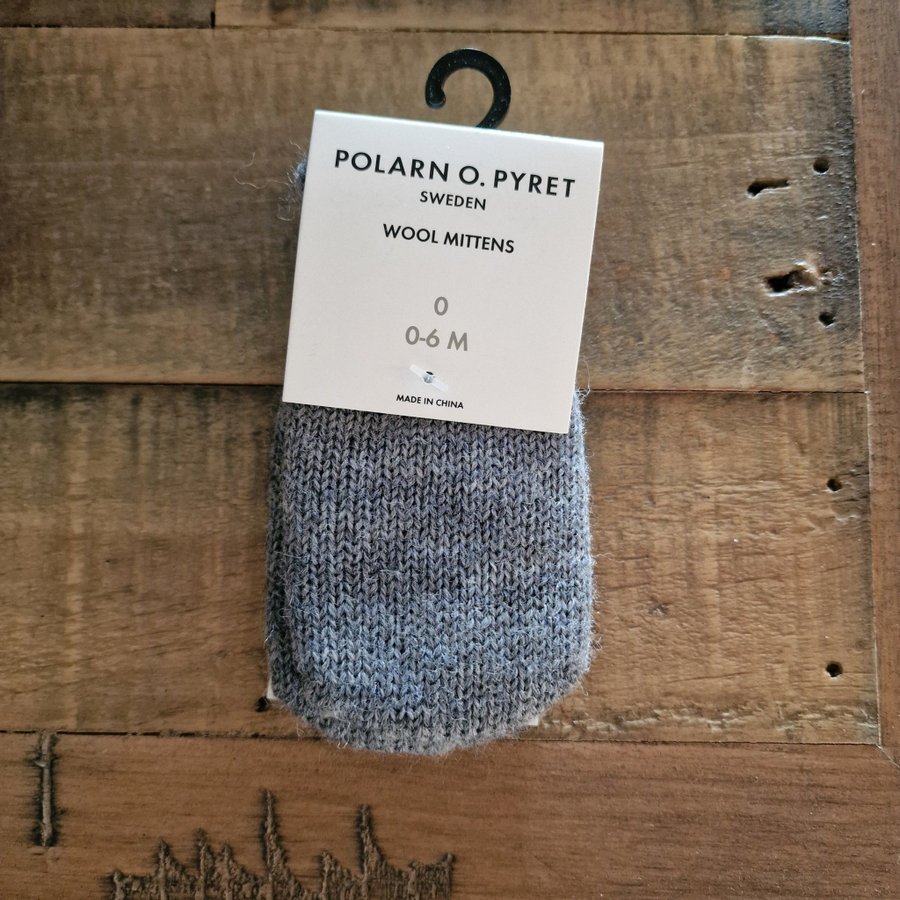 POLARN O. PYRET
SWEDEN
WOOL MITTENS
0
0-6 M
MADE IN CHINA